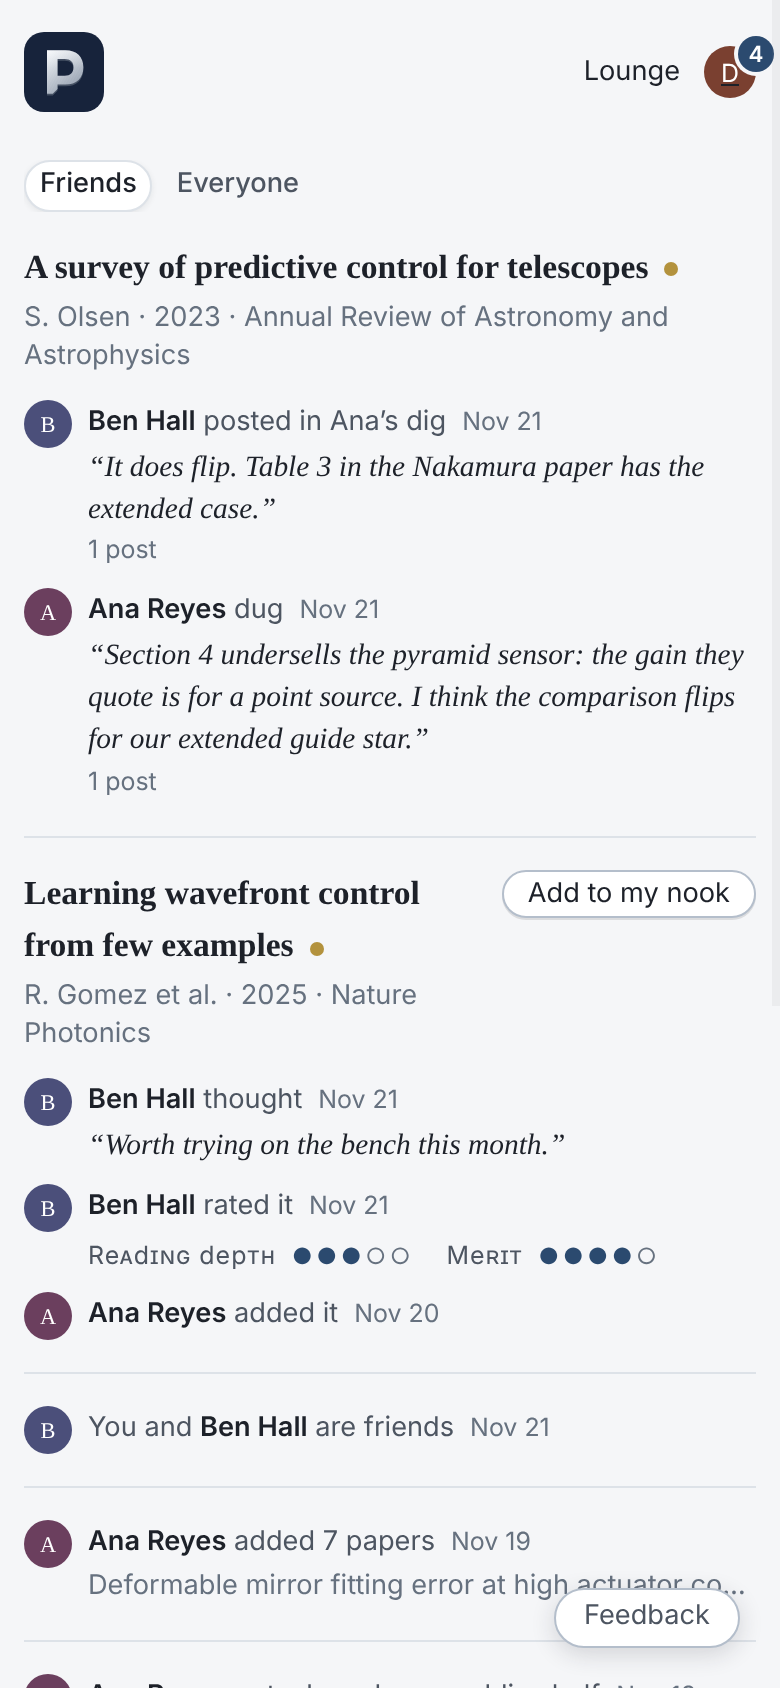 P
Lounge
D
4
Friends
Everyone
A survey of predictive control for telescopes
S. Olsen · 2023 · Annual Review of Astronomy and
Astrophysics
B
Ben Hall posted in Ana’s dig Nov 21
“It does flip. Table 3 in the Nakamura paper has the
extended case.”
1 post
A
Ana Reyes dug Nov 21
“Section 4 undersells the pyramid sensor: the gain they
quote is for a point source. I think the comparison flips
for our extended guide star.”
1 post
Learning wavefront control
from few examples
Add to my nook
R. Gomez et al. · 2025 · Nature
Photonics
B
Ben Hall thought Nov 21
“Worth trying on the bench this month.”
B
Ben Hall rated it Nov 21
Reading depth
Merit
A
Ana Reyes added it Nov 20
B
You and Ben Hall are friends Nov 21
A
Ana Reyes added 7 papers Nov 19
Deformable mirror fitting error at high actuator co…
Feedback